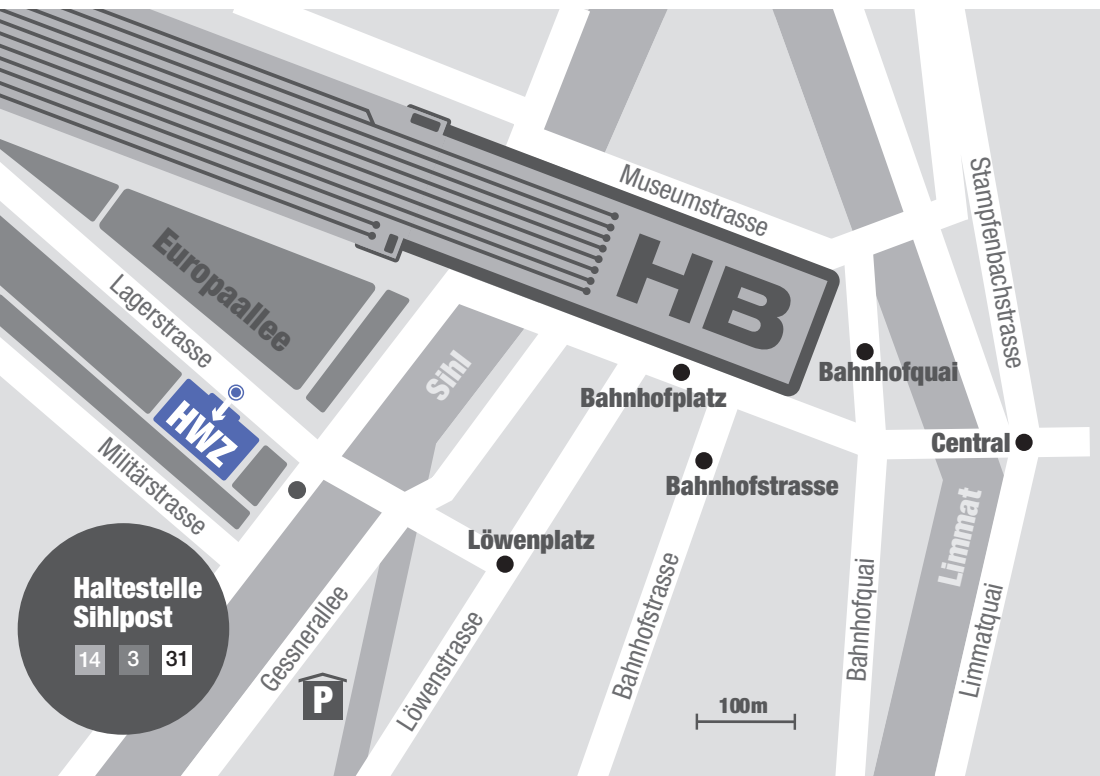 Museumstrasse
Stampfenbachstrasse
HB
Europaallee
Lagerstrasse
Sihl
Bahnhofquai
Bahnhofplatz
HWZ
Central
Militärstrasse
Bahnhofstrasse
Limmat
Löwenplatz
Haltestelle
Sihlpost
14 3 31
Gessnerallee
Löwenstrasse
Bahnhofstrasse
Bahnhofquai
Limmatquai
P
100m